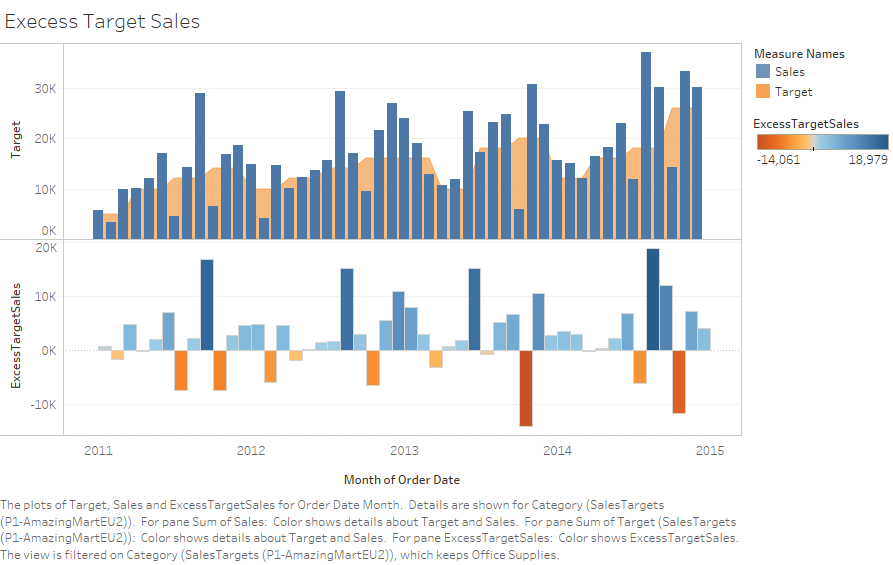 Execess Target Sales
Measure Names
Sales
Target
ExcessTargetSales
-14,061 18,979
Target
30K
20K
10K
0K
ExcessTargetSales
20K
10K
0K
-10K
2011 2012 2013 2014 2015
Month of Order Date
The plots of Target, Sales and ExcessTargetSales for Order Date Month. Details are shown for Category (SalesTargets
(P1-AmazingMartEU2)). For pane Sum of Sales: Color shows details about Target and Sales. For pane Sum of Target (SalesTargets
(P1-AmazingMartEU2)): Color shows details about Target and Sales. For pane ExcessTargetSales: Color shows ExcessTargetSales.
The view is filtered on Category (SalesTargets (P1-AmazingMartEU2)), which keeps Office Supplies.